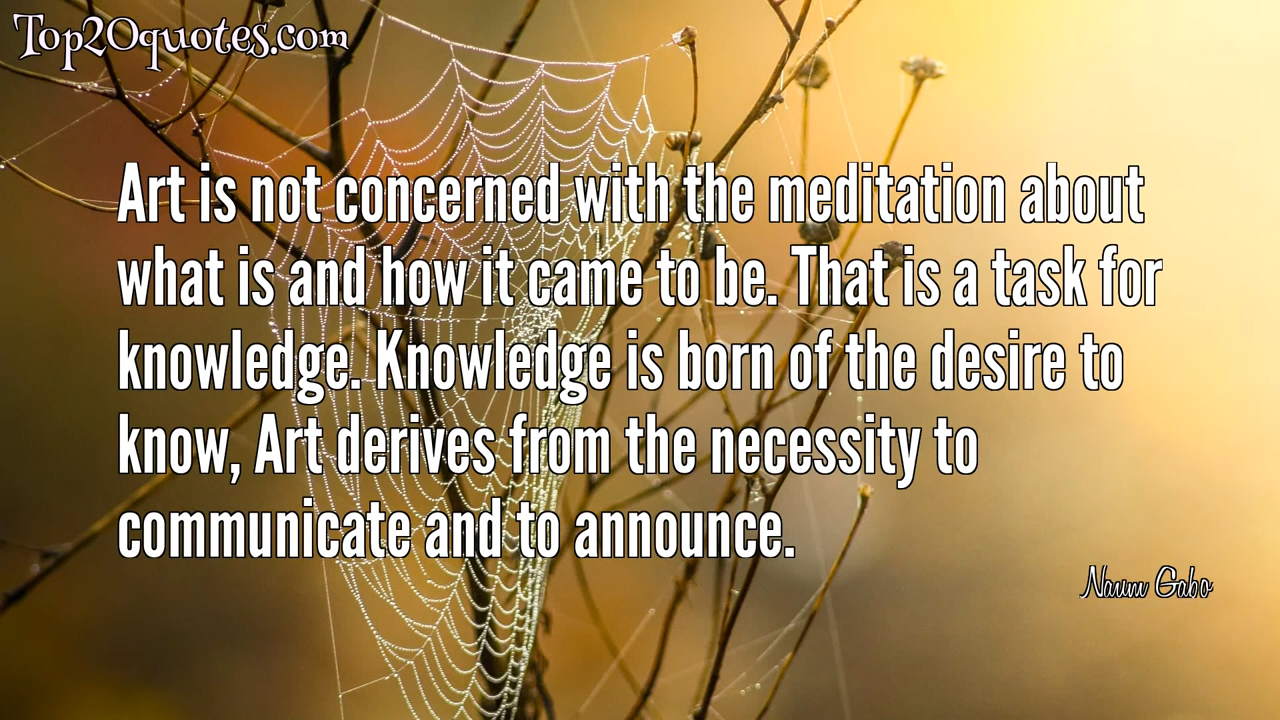 Top20quotes.com
Art is not concerned with the meditation about
what is and how it came to be. That is a task for
knowledge. Knowledge is born of the desire to
know, Art derives from the necessity to
communicate and to announce.
Naum Gabo